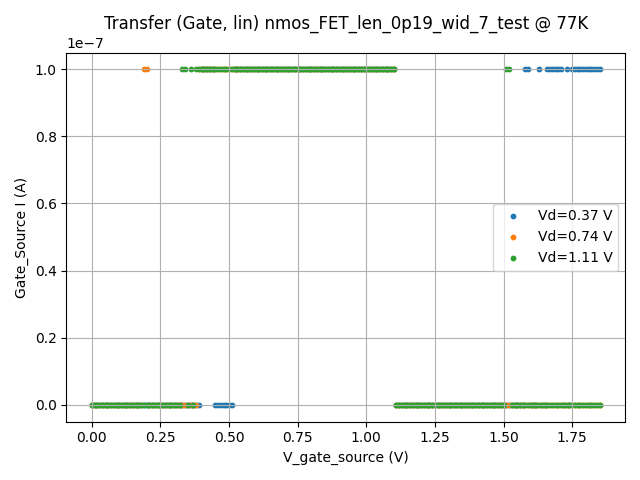 Transfer (Gate, lin) nmos_FET_len_0p19_wid_7_test @ 77K
1e−7
1.0
0.8
0.6
0.4
0.2
0.0
Gate_Source I (A)
Vd=0.37 V
Vd=0.74 V
Vd=1.11 V
0.00 0.25 0.50 0.75 1.00 1.25 1.50 1.75
V_gate_source (V)